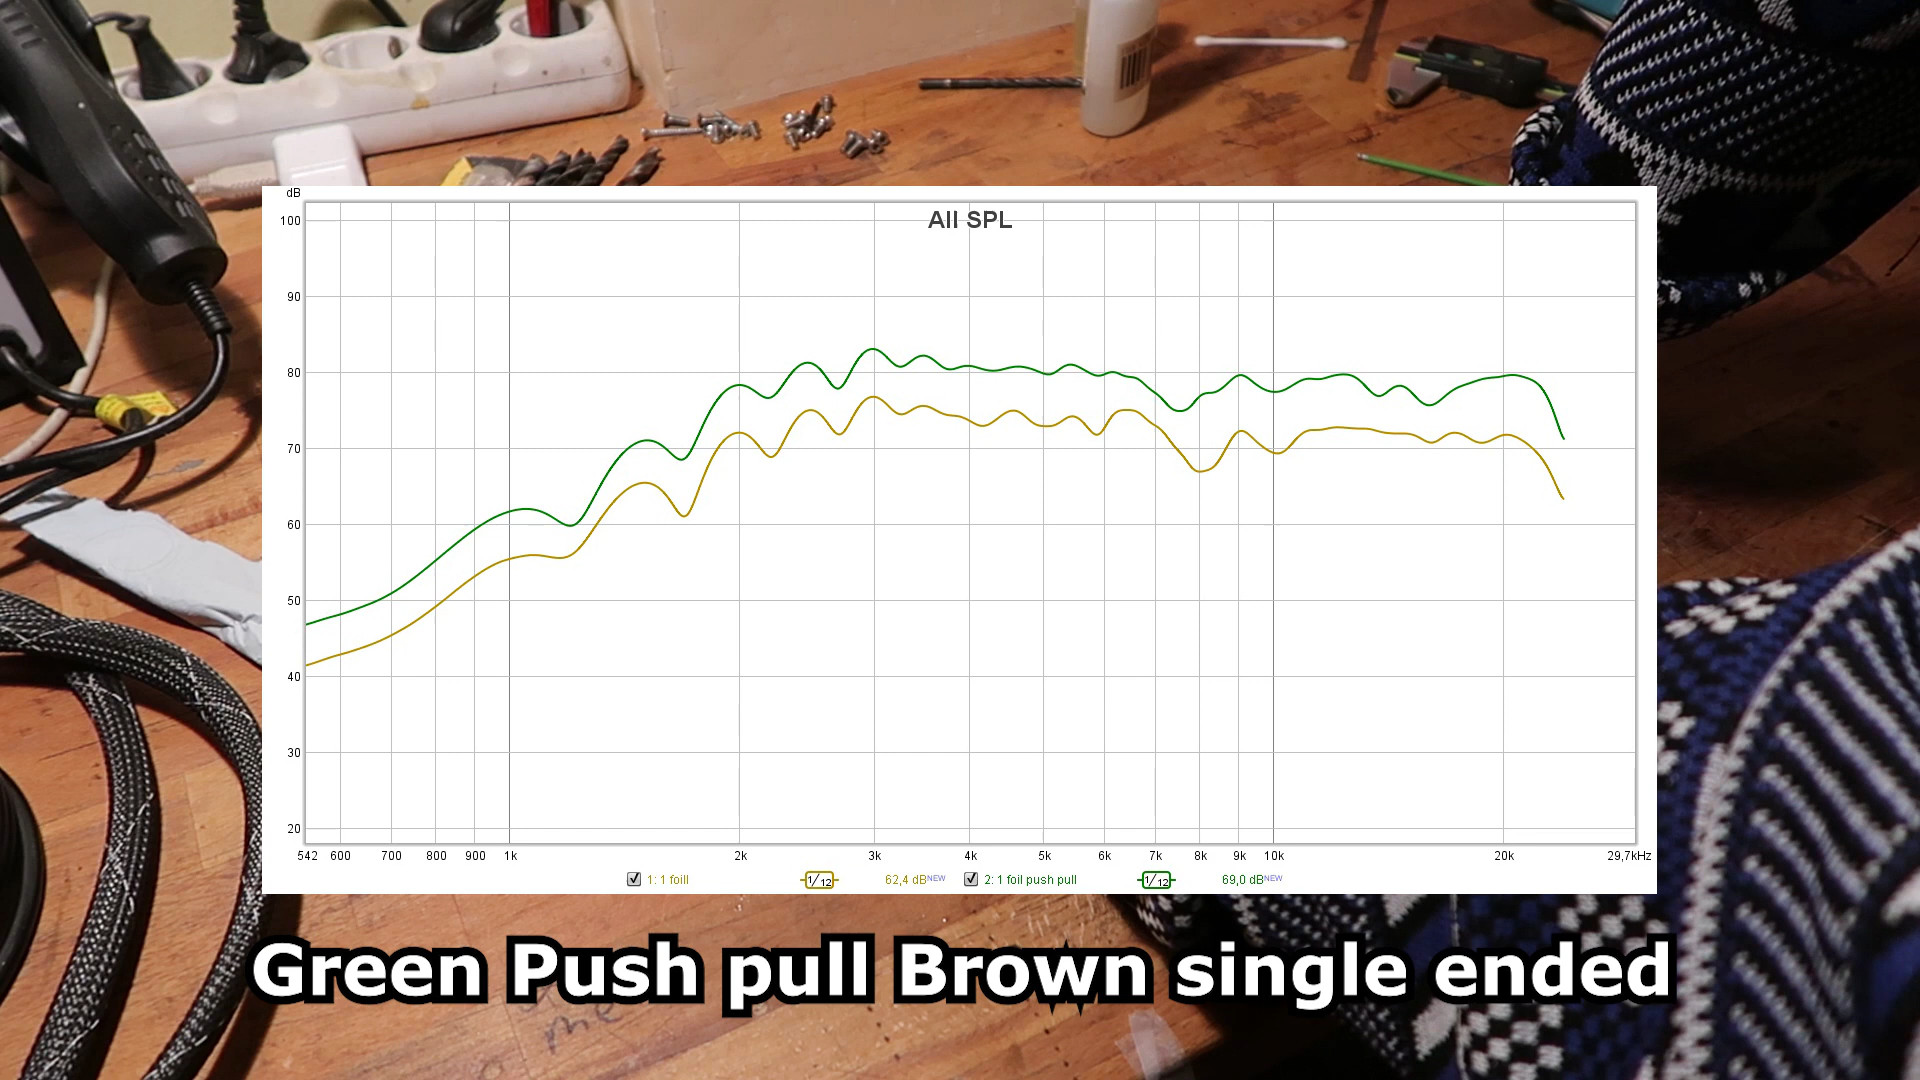 dB
All SPL
100
90
80
70
60
50
40
30
20
542 600 700 800 900 1k 2k 3k 4k 5k 6k 7k 8k 9k 10k 20k 29,7kHz
1: 1 foill 1/12 62,4 dB NEW 2: 1 foil push pull 1/12 69,0 dB NEW
Green Push pull Brown single ended
me